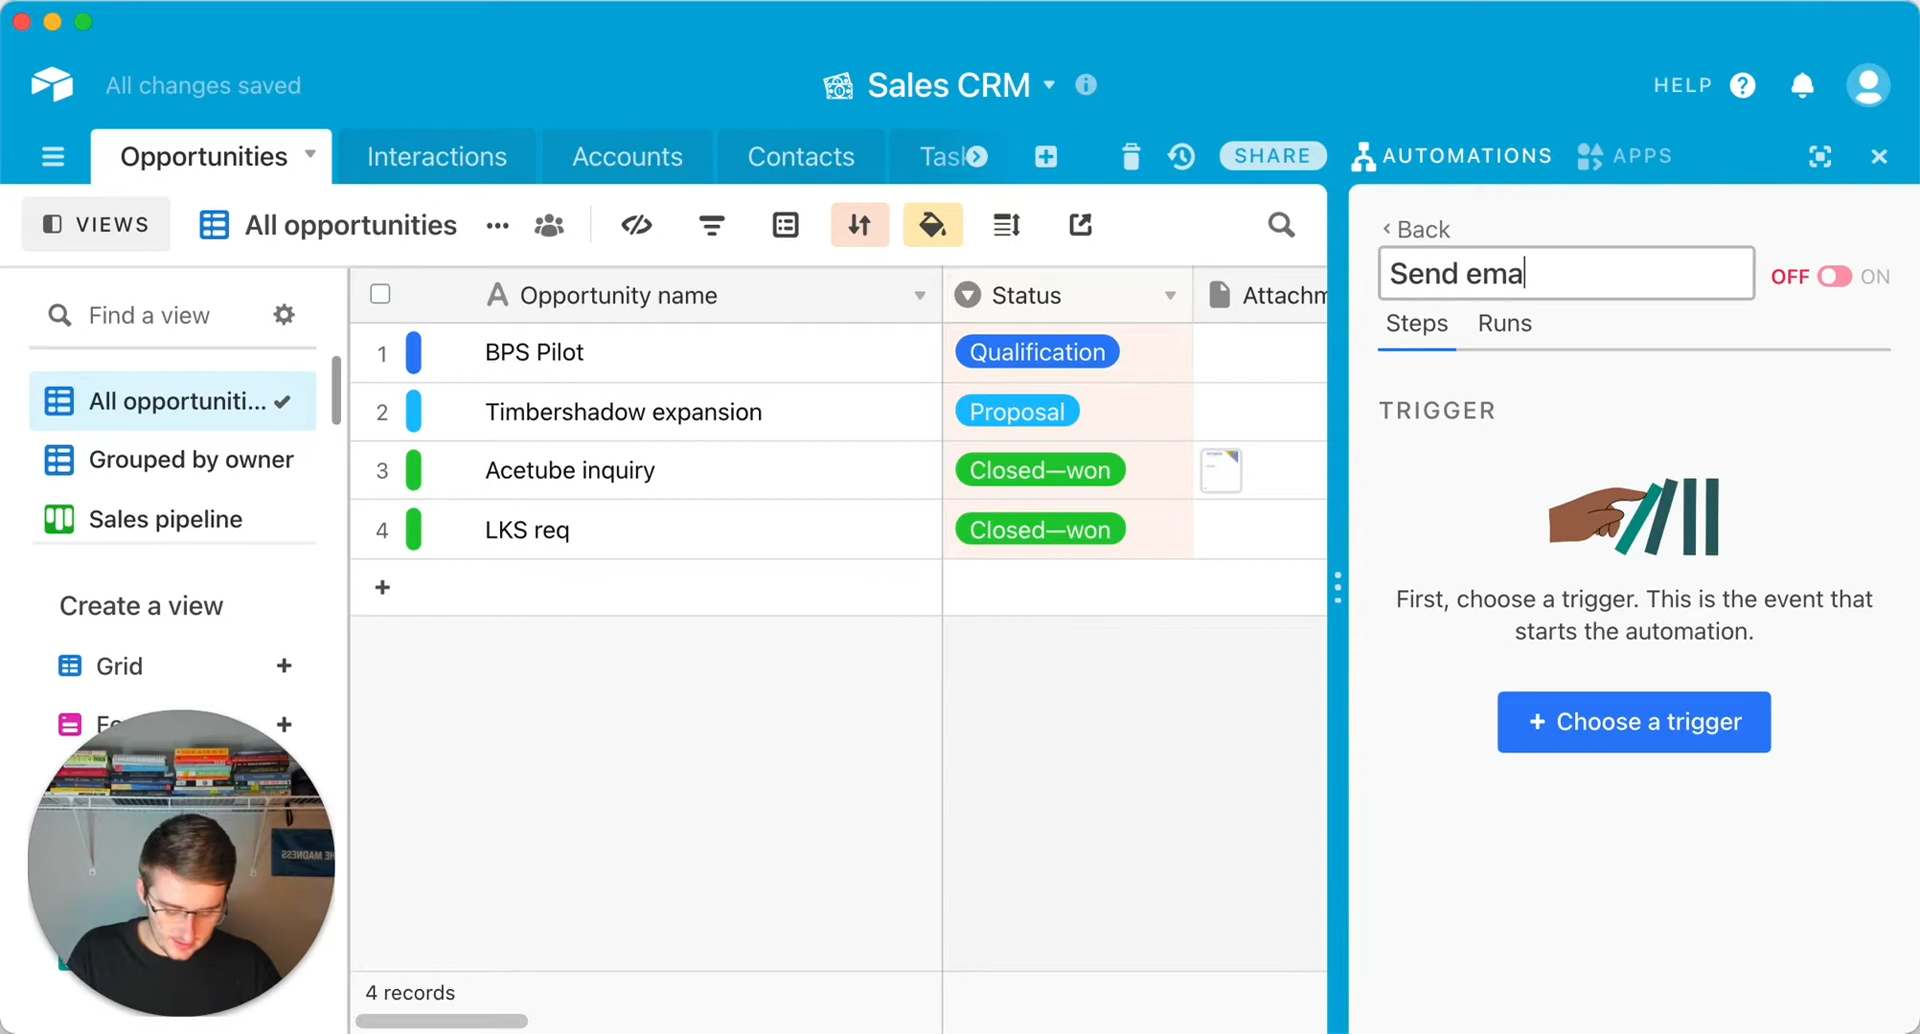 All changes saved
Sales CRM
HELP
Opportunities
Interactions
Accounts
Contacts
SHARE
AUTOMATIONS
APPS
VIEWS
All opportunities
Find a view
All opportuniti...
Grouped by owner
Sales pipeline
Create a view
Grid
Opportunity name
Status
Attachm
1 BPS Pilot Qualification
2 Timbershadow expansion Proposal
3 Acetube inquiry Closed—won
4 LKS req Closed—won
4 records
Back
Send ema
OFF
ON
Steps
Runs
TRIGGER
First, choose a trigger. This is the event that
starts the automation.
+ Choose a trigger